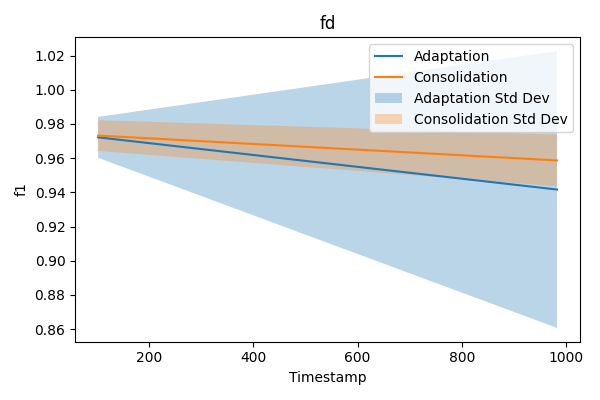 fd
Adaptation
Consolidation
Adaptation Std Dev
Consolidation Std Dev
f1
1.02
1.00
0.98
0.96
0.94
0.92
0.90
0.88
0.86
200 400 600 800 1000
Timestamp